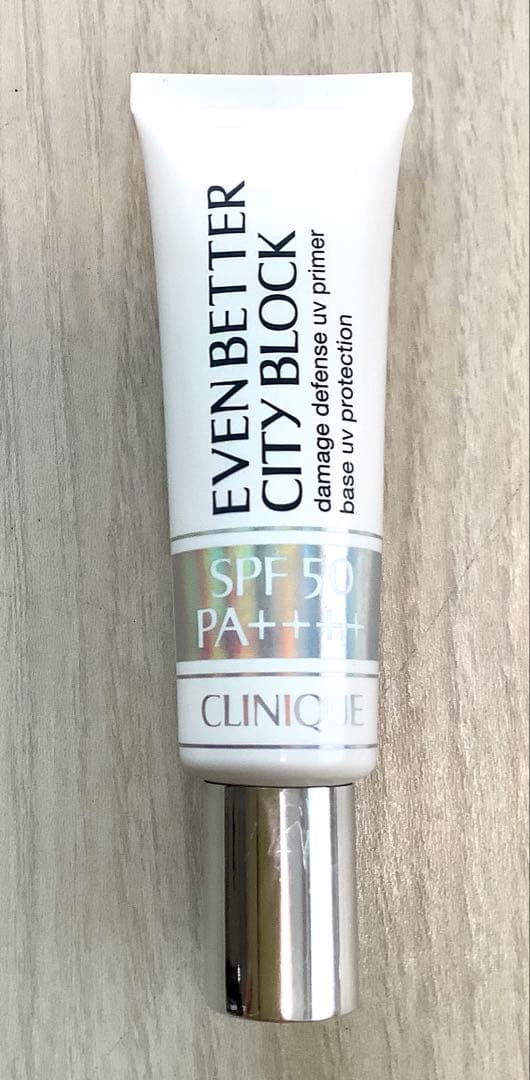 EVEN BETTER
CITY BLOCK
damage defense uv primer
base uv protection
SPF 50
PA++++
CLINIQUE